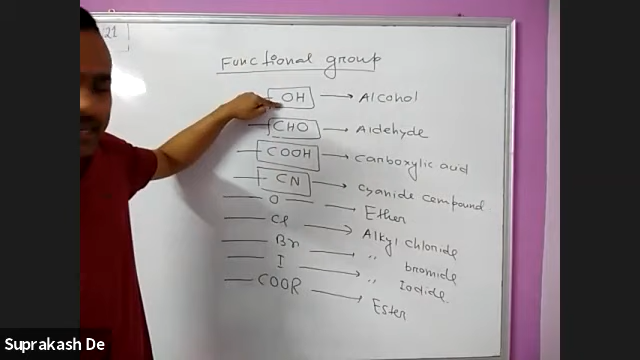 21
Functional group
— OH → Alcohol
— CHO → Aldehyde
— COOH → Carboxylic acid
— CN → Cyanide compound
— O — → Ether
— Cl → Alkyl chloride
— Br → " bromide
— I → " Iodide
— COOR → Ester
Suprakash De